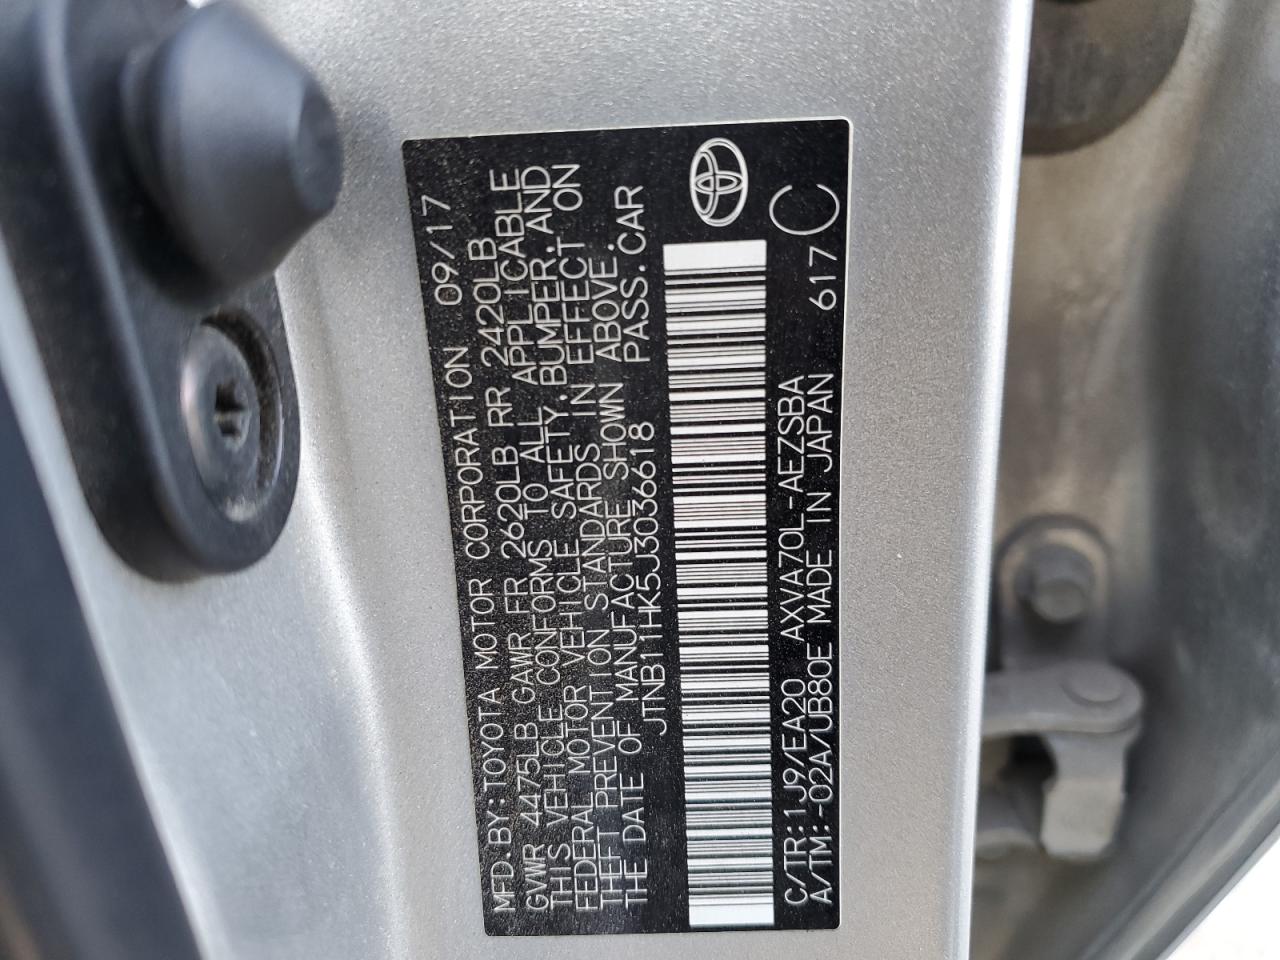 MFD.BY:TOYOTA MOTOR CORPORATION 09/17
GVWR 4475LB GAWR FR 2620LB RR 2420LB
THIS VEHICLE CONFORMS TO ALL APPLICABLE
FEDERAL MOTOR VEHICLE SAFETY,BUMPER,AND
THEFT PREVENTION STANDARDS IN EFFECT ON
THE DATE OF MANUFACTURE SHOWN ABOVE.
JTNB11HK5J3036618 PASS.CAR
C/TR:1J9/EA20 AXVA70L-AEZSBA
A/TM:-02A/UB80E MADE IN JAPAN 617 C